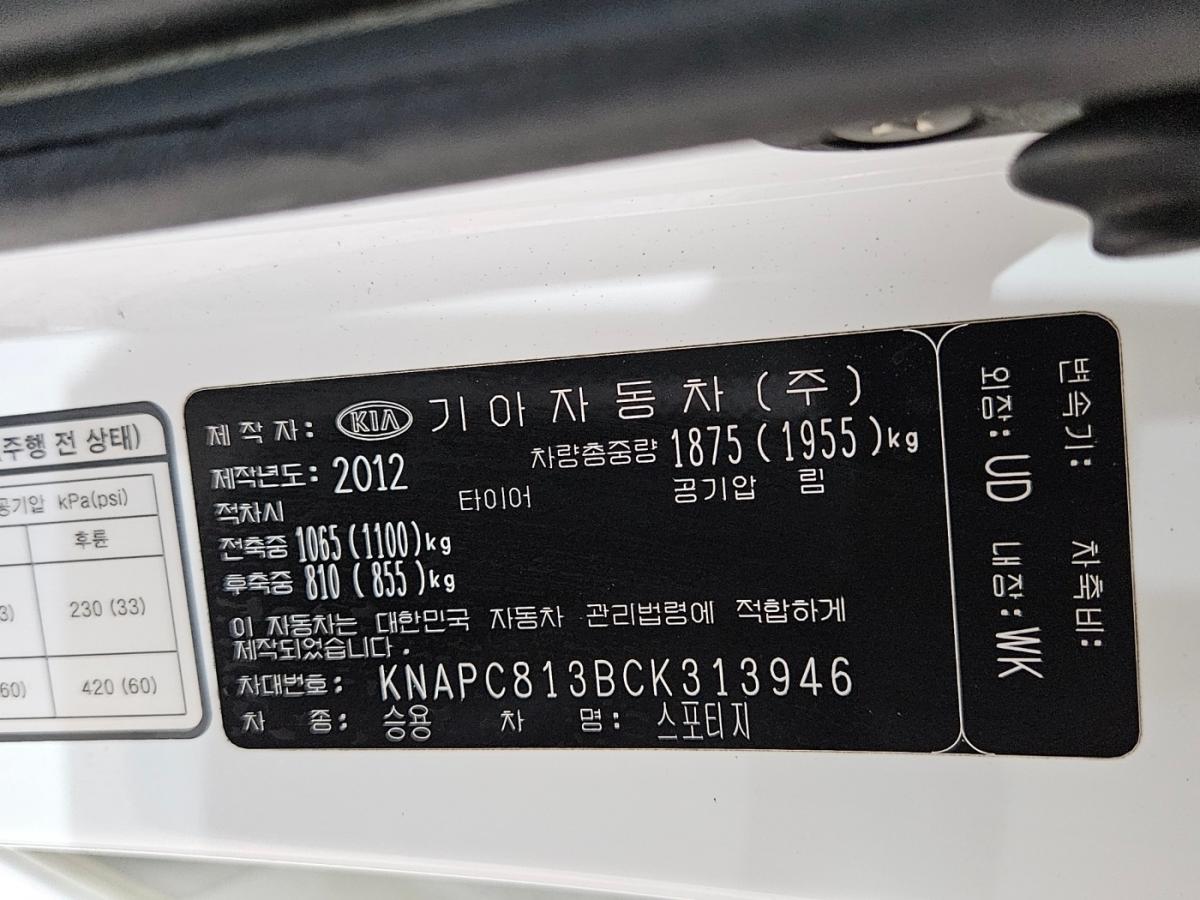 (주행 전 상태)
공기압 kPa(psi)
후륜
3) 230 (33)
60) 420 (60)
제 작 자: KIA 기 아 자 동 차 ( 주 )
제작년도: 2012 차량총중량 1875 ( 1955 )kg
적차시 타이어 공기압 림
전축중 1065 (1100)kg
후축중 810 ( 855 )kg
이 자동차는 대한민국 자동차 관리법령에 적합하게
제작되었습니다.
차대번호: KNAPC813BCK313946
차 종: 승용 차 명: 스포티지
변속기: 차축비:
외장: UD 내장: WK